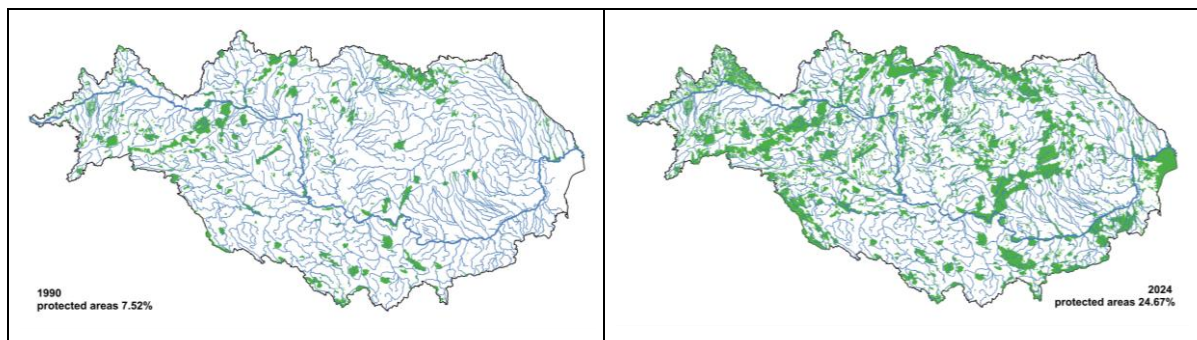 1990
protected areas 7.52%
2024
protected areas 24.67%